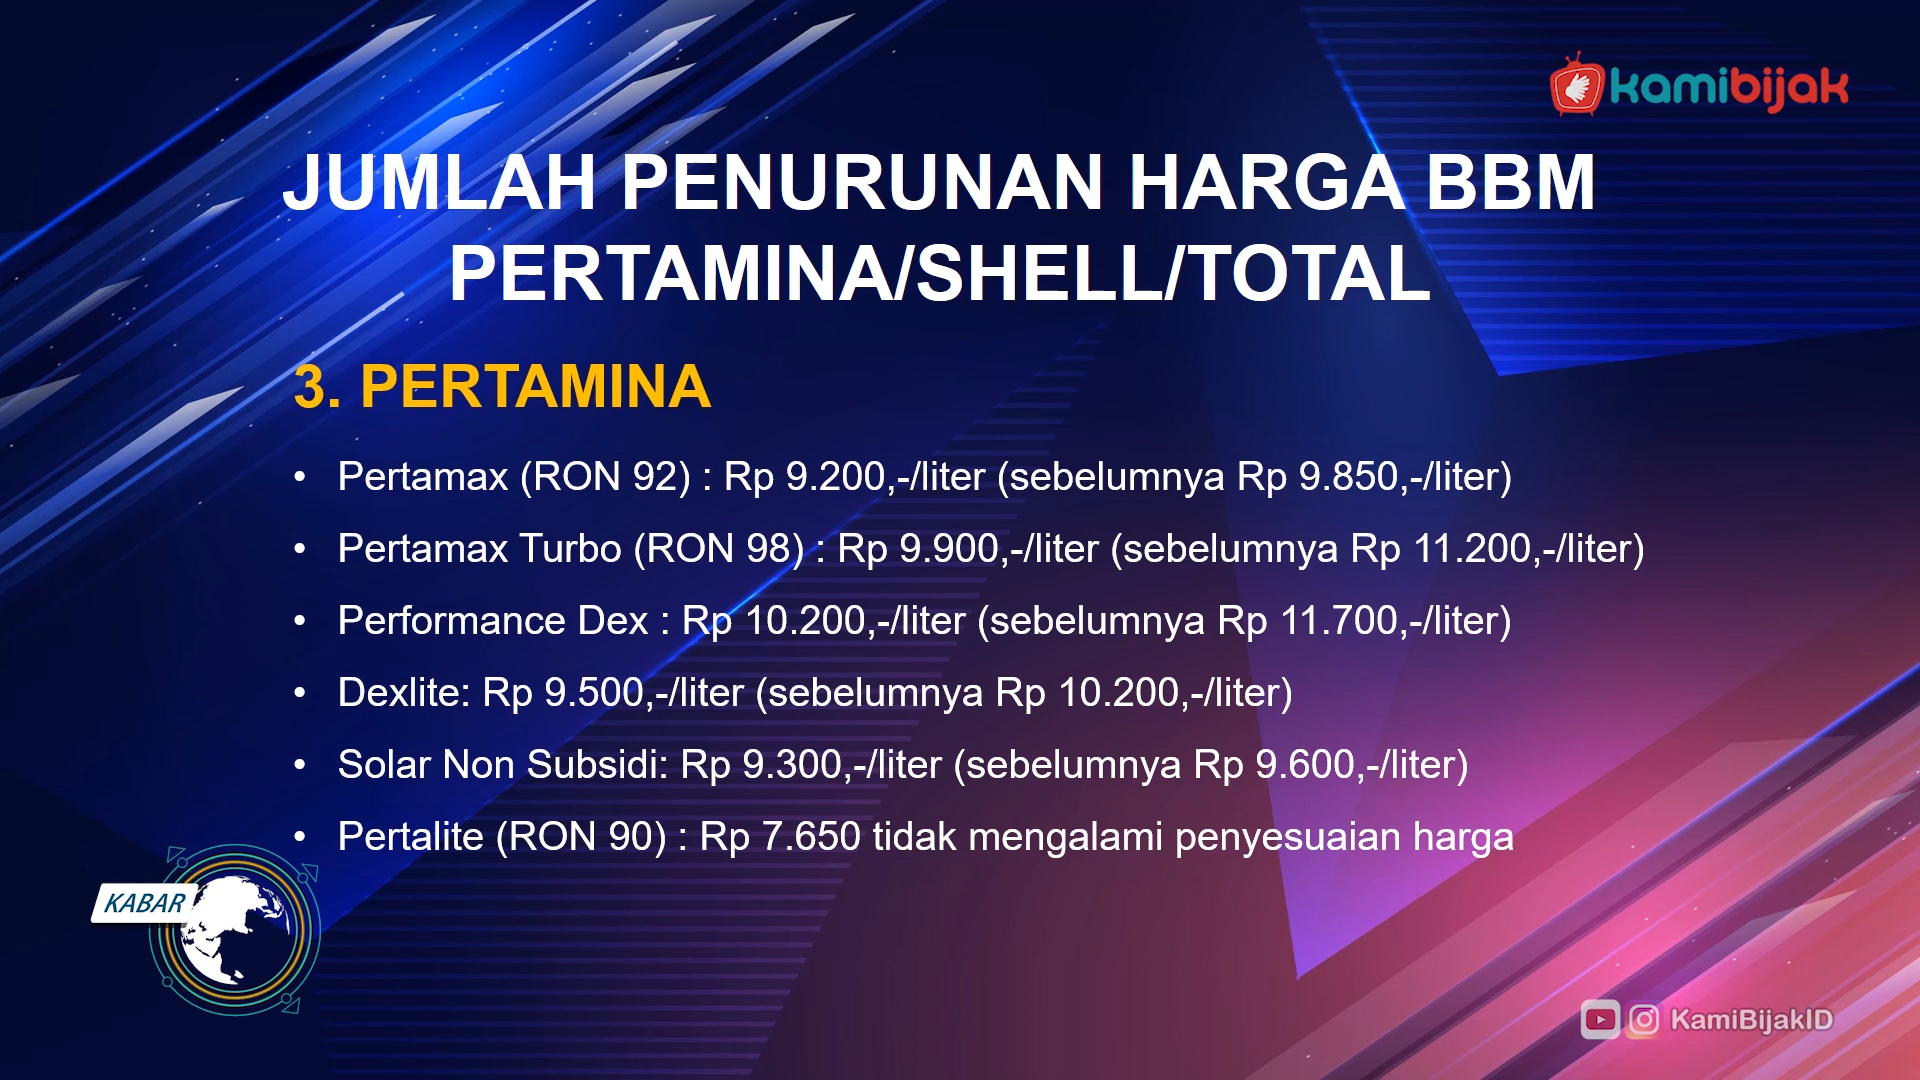 kamibijak
JUMLAH PENURUNAN HARGA BBM
PERTAMINA/SHELL/TOTAL
3. PERTAMINA
• Pertamax (RON 92) : Rp 9.200,-/liter (sebelumnya Rp 9.850,-/liter)
• Pertamax Turbo (RON 98) : Rp 9.900,-/liter (sebelumnya Rp 11.200,-/liter)
• Performance Dex : Rp 10.200,-/liter (sebelumnya Rp 11.700,-/liter)
• Dexlite: Rp 9.500,-/liter (sebelumnya Rp 10.200,-/liter)
• Solar Non Subsidi: Rp 9.300,-/liter (sebelumnya Rp 9.600,-/liter)
• Pertalite (RON 90) : Rp 7.650 tidak mengalami penyesuaian harga
KABAR
KamiBijakID